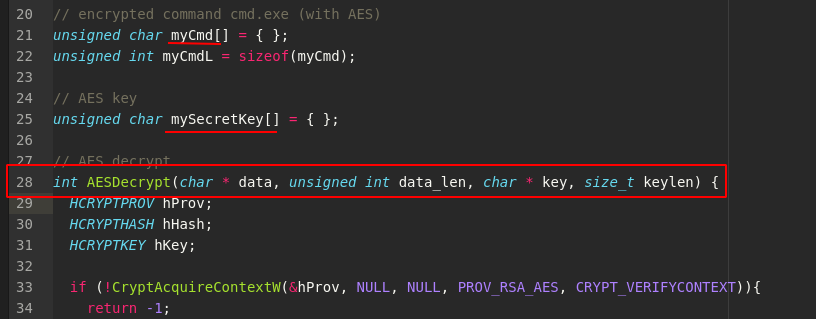 20 // encrypted command cmd.exe (with AES)
21 unsigned char myCmd[] = { };
22 unsigned int myCmdL = sizeof(myCmd);
23
24 // AES key
25 unsigned char mySecretKey[] = { };
26
27 // AES decrypt
28 int AESDecrypt(char * data, unsigned int data_len, char * key, size_t keylen) {
29 HCRYPTPROV hProv;
30 HCRYPTHASH hHash;
31 HCRYPTKEY hKey;
32
33 if (!CryptAcquireContextW(&hProv, NULL, NULL, PROV_RSA_AES, CRYPT_VERIFYCONTEXT)){
34 return -1;